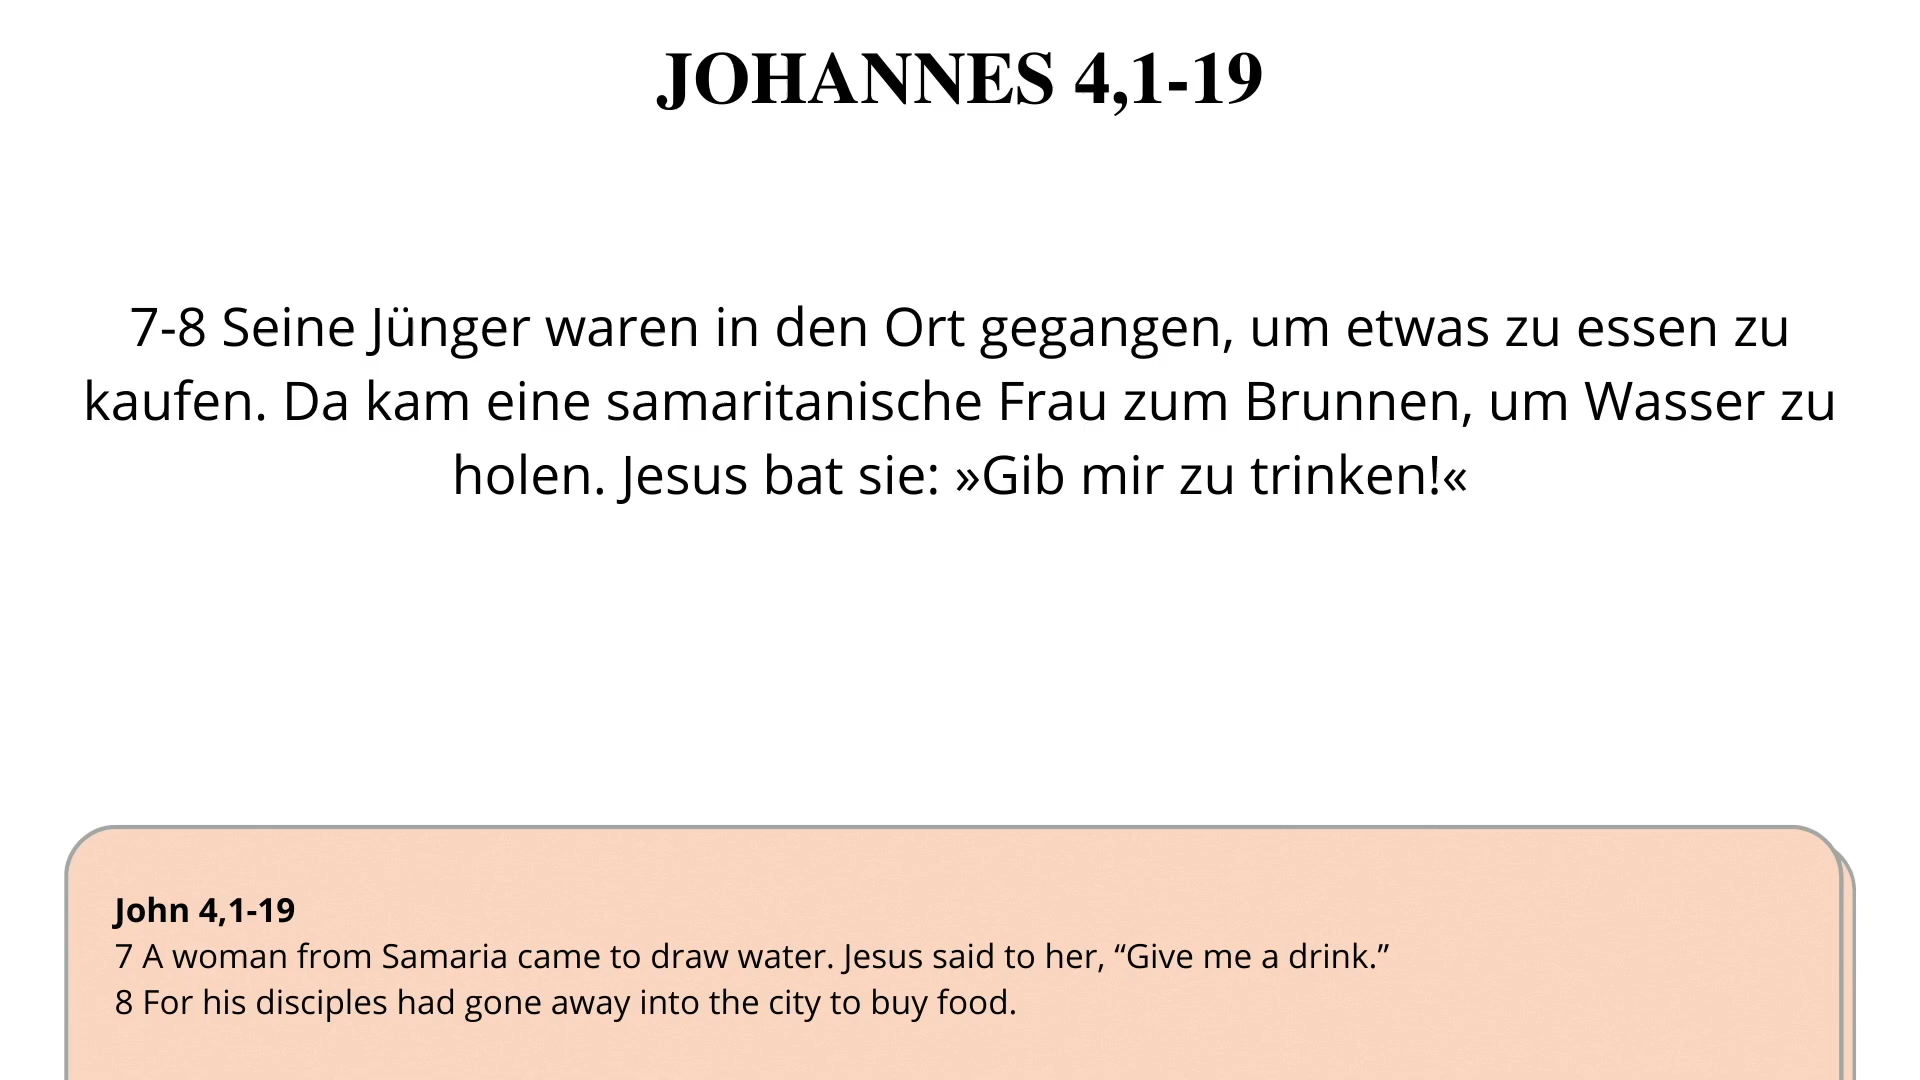 JOHANNES 4,1-19
7-8 Seine Jünger waren in den Ort gegangen, um etwas zu essen zu
kaufen. Da kam eine samaritanische Frau zum Brunnen, um Wasser zu
holen. Jesus bat sie: »Gib mir zu trinken!«
John 4,1-19
7 A woman from Samaria came to draw water. Jesus said to her, “Give me a drink.”
8 For his disciples had gone away into the city to buy food.